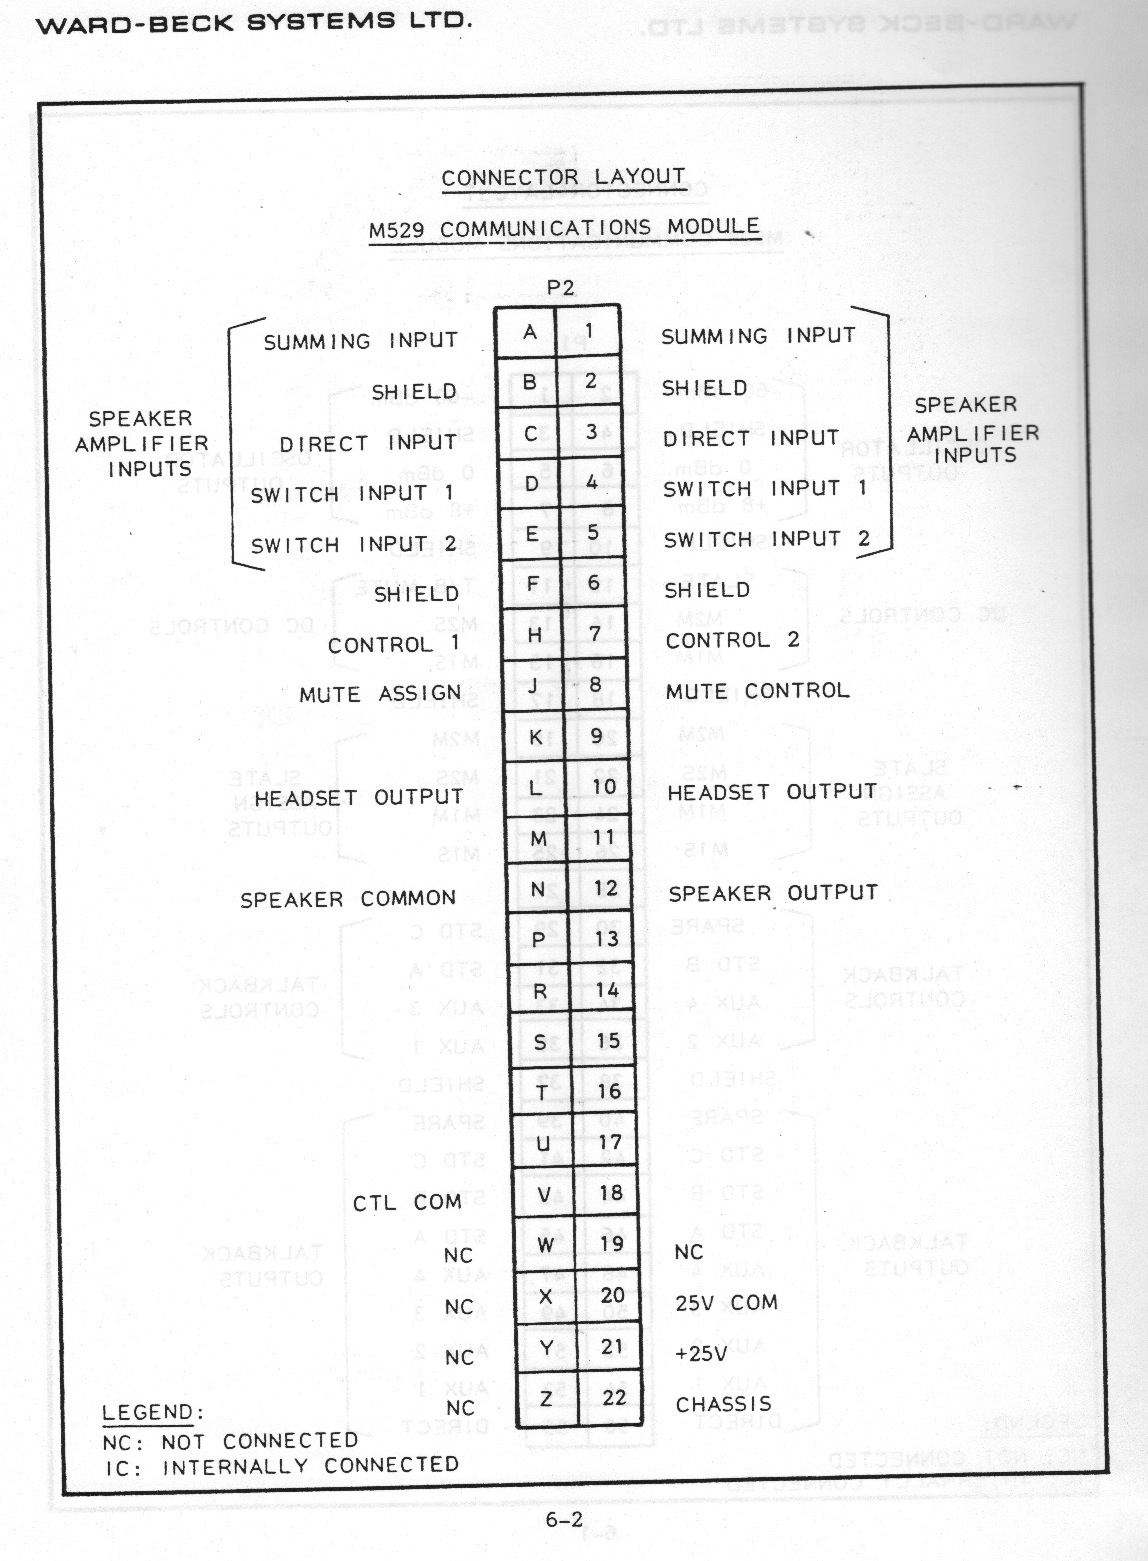 WARD-BECK SYSTEMS LTD.
CONNECTOR LAYOUT
M529 COMMUNICATIONS MODULE
P2
SUMMING INPUT A 1 SUMMING INPUT
SHIELD B 2 SHIELD
SPEAKER AMPLIFIER INPUTS
DIRECT INPUT C 3 DIRECT INPUT
SPEAKER AMPLIFIER INPUTS
SWITCH INPUT 1 D 4 SWITCH INPUT 1
SWITCH INPUT 2 E 5 SWITCH INPUT 2
SHIELD F 6 SHIELD
CONTROL 1 H 7 CONTROL 2
MUTE ASSIGN J 8 MUTE CONTROL
K 9
HEADSET OUTPUT L 10 HEADSET OUTPUT
M 11
SPEAKER COMMON N 12 SPEAKER OUTPUT
P 13
R 14
S 15
T 16
U 17
CTL COM V 18
NC W 19 NC
NC X 20 25V COM
NC Y 21 +25V
NC Z 22 CHASSIS
LEGEND:
NC: NOT CONNECTED
IC: INTERNALLY CONNECTED
6-2